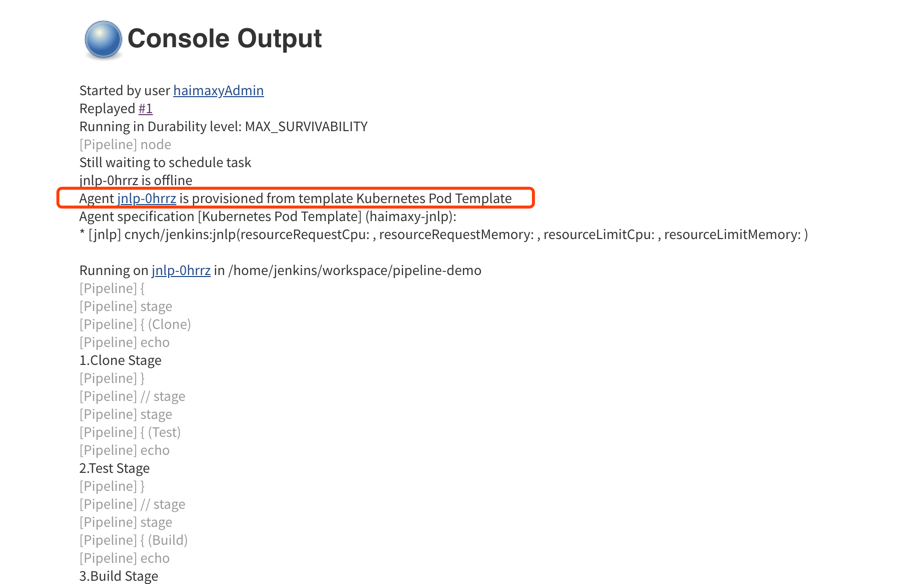 Console Output
Started by user haimaxyAdmin
Replayed #1
Running in Durability level: MAX_SURVIVABILITY
[Pipeline] node
Still waiting to schedule task
jnlp-0hrrz is offline
Agent jnlp-0hrrz is provisioned from template Kubernetes Pod Template
Agent specification [Kubernetes Pod Template] (haimaxy-jnlp):
* [jnlp] cnych/jenkins:jnlp(resourceRequestCpu: , resourceRequestMemory: , resourceLimitCpu: , resourceLimitMemory: )
Running on jnlp-0hrrz in /home/jenkins/workspace/pipeline-demo
[Pipeline] {
[Pipeline] stage
[Pipeline] { (Clone)
[Pipeline] echo
1.Clone Stage
[Pipeline] }
[Pipeline] // stage
[Pipeline] stage
[Pipeline] { (Test)
[Pipeline] echo
2.Test Stage
[Pipeline] }
[Pipeline] // stage
[Pipeline] stage
[Pipeline] { (Build)
[Pipeline] echo
3.Build Stage